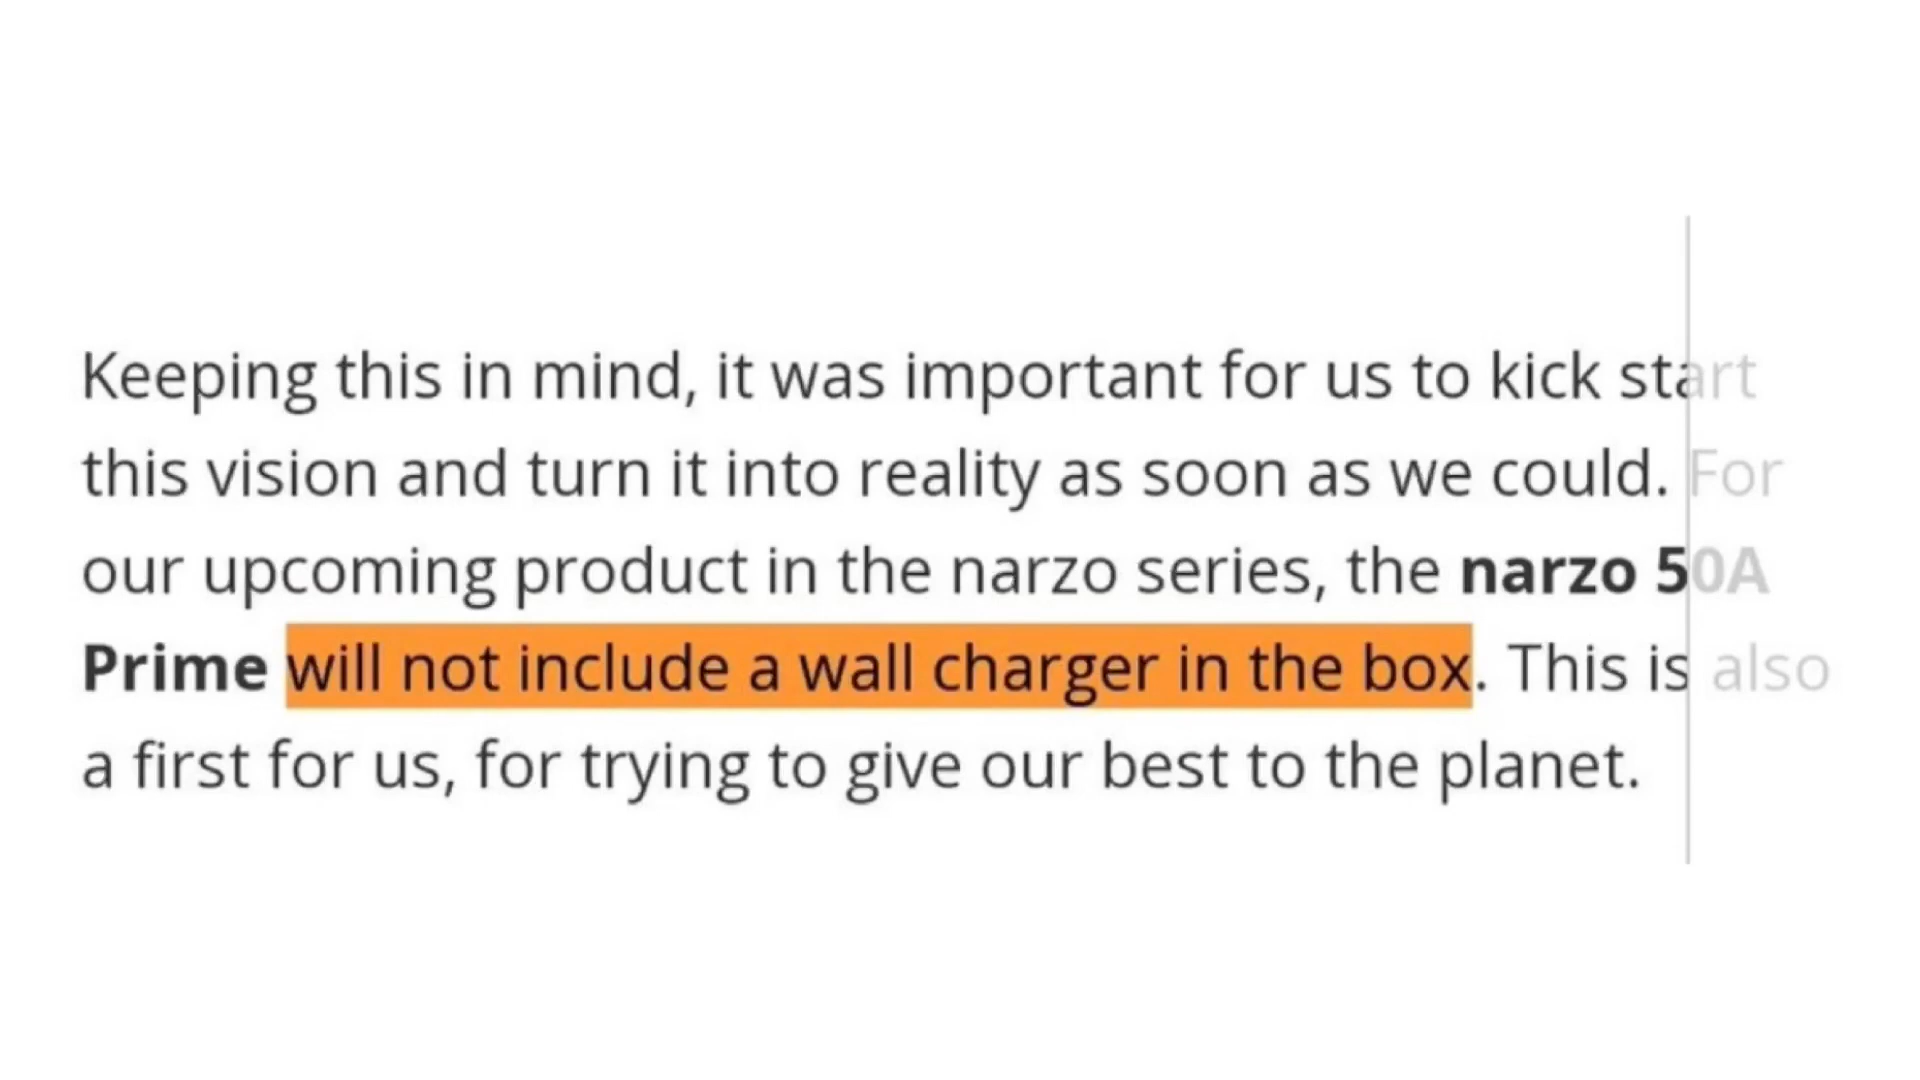 Keeping this in mind, it was important for us to kick start
this vision and turn it into reality as soon as we could. For
our upcoming product in the narzo series, the narzo 50A
Prime will not include a wall charger in the box. This is also
a first for us, for trying to give our best to the planet.